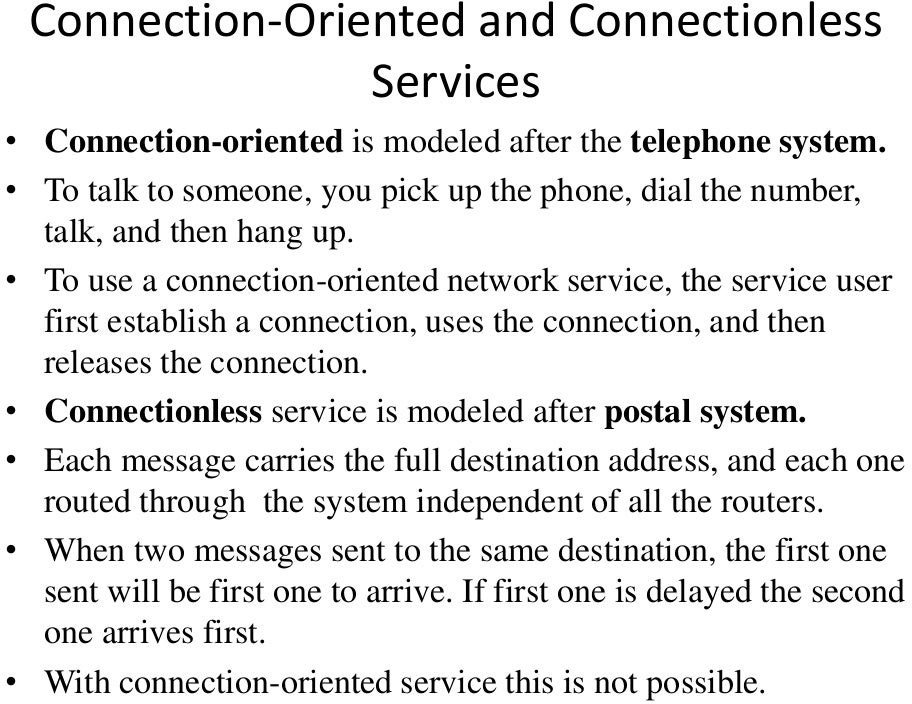 Connection-Oriented and Connectionless
Services
• Connection-oriented is modeled after the telephone system.
• To talk to someone, you pick up the phone, dial the number,
talk, and then hang up.
• To use a connection-oriented network service, the service user
first establish a connection, uses the connection, and then
releases the connection.
• Connectionless service is modeled after postal system.
• Each message carries the full destination address, and each one
routed through  the system independent of all the routers.
• When two messages sent to the same destination, the first one
sent will be first one to arrive. If first one is delayed the second
one arrives first.
• With connection-oriented service this is not possible.